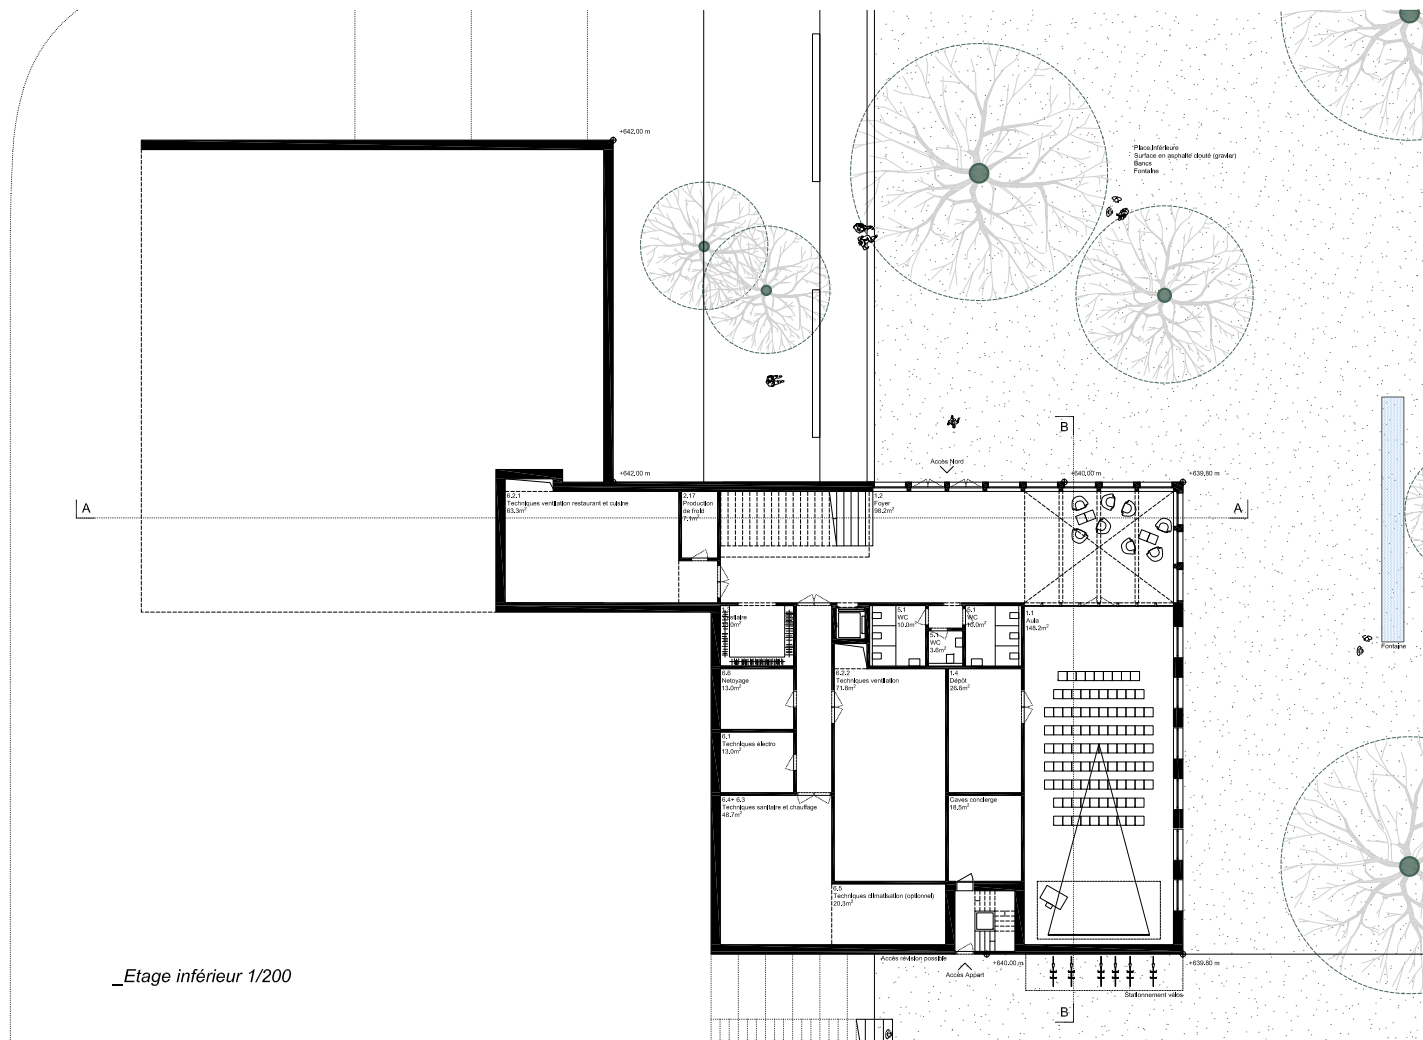 +642.00 m
Place inférieure
Surface en asphalte clouté (gravier)
Bancs
Fontaine
B
Accès Nord
+642.00 m
+640.00 m
+639.80 m
A
6.2.1
Techniques ventilation restaurant et cuisine
63.3m²
2.17
Production
de froid
7.1m²
1.2
Foyer
98.2m²
A
5.1
WC
10.0m²
5.1
WC
3.6m²
5.1
WC
10.0m²
1.1
Aula
148.2m²
Fontaine
6.6
Netoyage
13.0m²
6.2.2
Techniques ventilation
71.6m²
1.4
Dépôt
26.6m²
6.1
Techniques électro
13.0m²
6.4+ 6.3
Techniques sanitaire et chauffage
48.7m²
Caves concierge
18.5m²
6.5
Techniques climatisation (optionnel)
20.3m²
Accès révision possible
Accès Appart
+640.00 m
+639.80 m
Stationnement vélos
B
_Etage inférieur 1/200